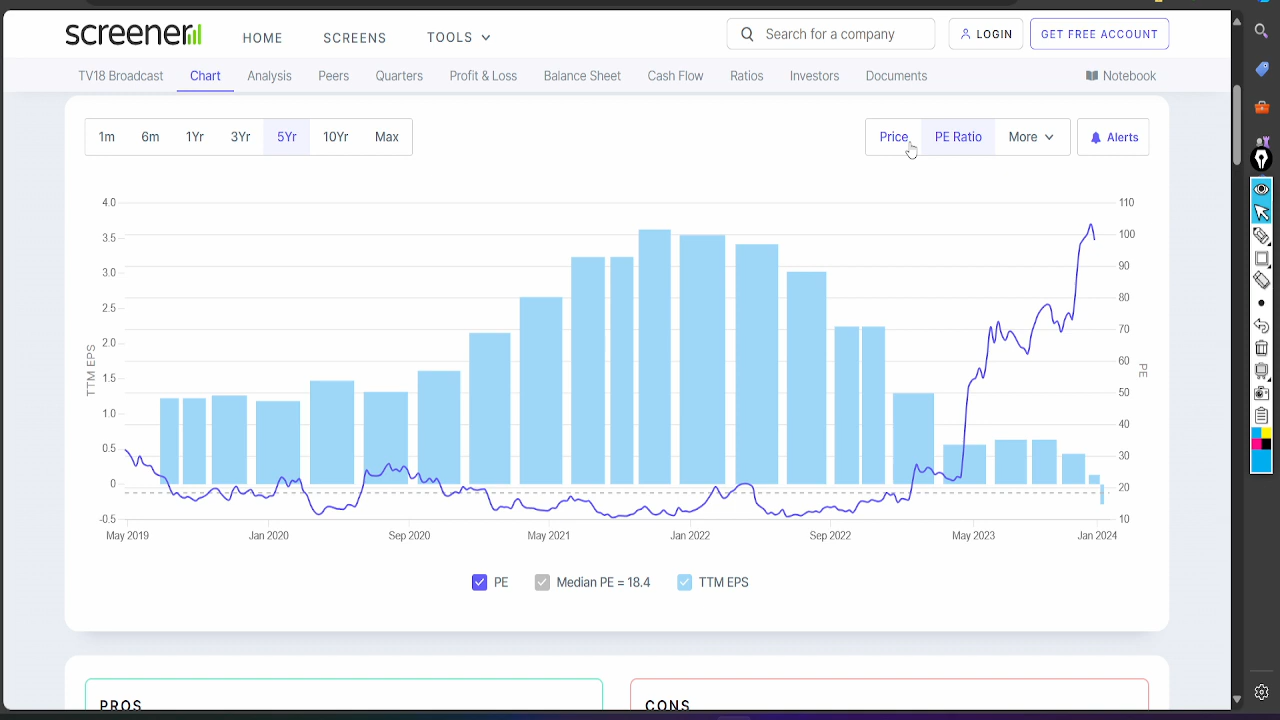 screener
HOME SCREENS TOOLS
Search for a company
LOGIN
GET FREE ACCOUNT
TV18 Broadcast Chart Analysis Peers Quarters Profit & Loss Balance Sheet Cash Flow Ratios Investors Documents Notebook
1m 6m 1Yr 3Yr 5Yr 10Yr Max
Price PE Ratio More Alerts
4.0 110
3.5 100
3.0 90
80
2.5
70
2.0
60
1.5
50
1.0
40
0.5 30
0 20
-0.5 10
TTM EPS
PE
May 2019 Jan 2020 Sep 2020 May 2021 Jan 2022 Sep 2022 May 2023 Jan 2024
PE Median PE = 18.4 TTM EPS
PROS CONS